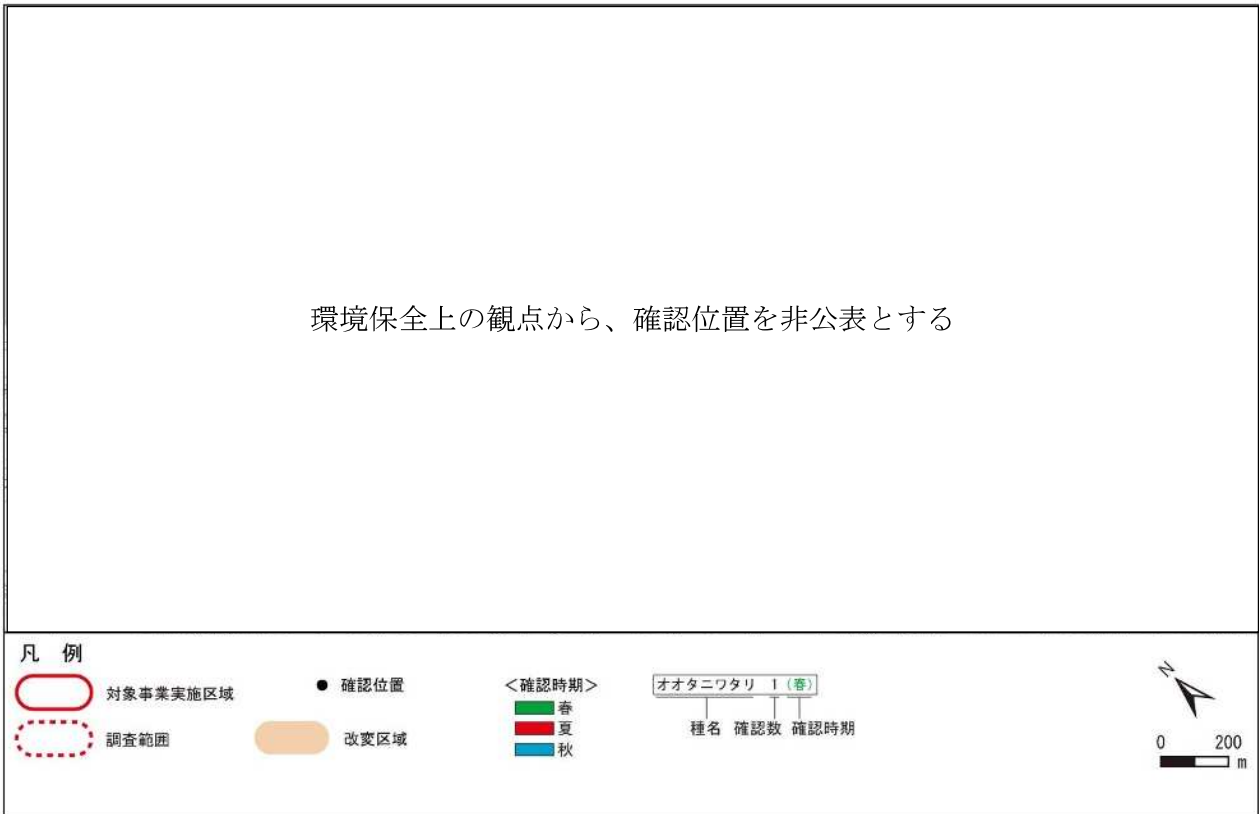 環境保全上の観点から、確認位置を非公表とする
凡 例
対象事業実施区域
調査範囲
確認位置
改変区域
＜確認時期＞
春
夏
秋
オオタニワタリ 1 (春)
種名 確認数 確認時期
N
0 200
m